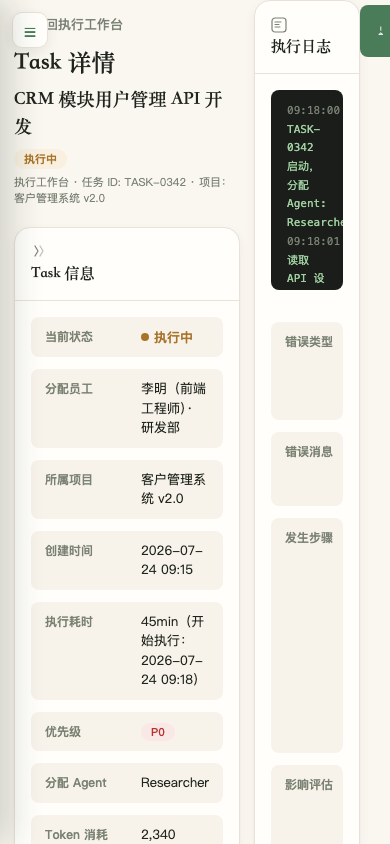 回执行工作台
Task 详情
CRM 模块用户管理 API 开
发
执行中
执行工作台 · 任务 ID: TASK-0342 · 项目:
客户管理系统 v2.0
Task 信息
当前状态
执行中
分配员工
李明（前端
工程师）·
研发部
所属项目
客户管理系
统 v2.0
创建时间
2026-07-
24 09:15
执行耗时
45min（开
始执行：
2026-07-
24 09:18）
优先级
P0
分配 Agent
Researcher
Token 消耗
2,340
执行日志
09:18:00
TASK-
0342
启动，
分配
Agent:
Researche
09:18:01
读取
API 设
错误类型
错误消息
发生步骤
影响评估